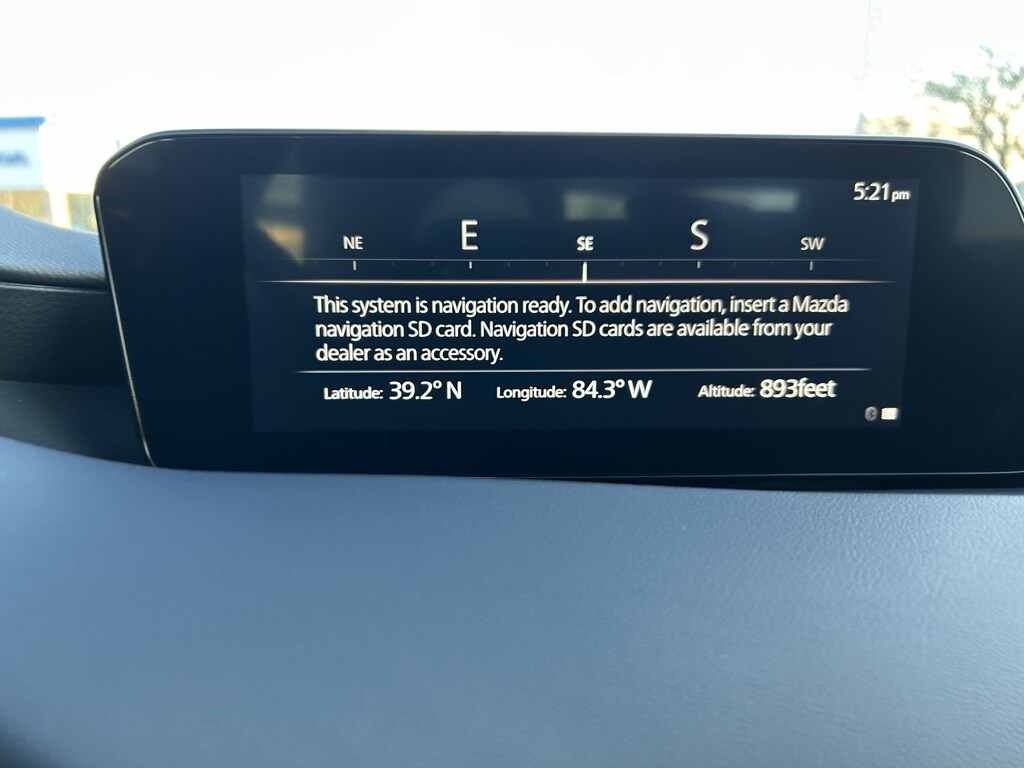 5:21 pm
NE E SE S SW
This system is navigation ready. To add navigation, insert a Mazda
navigation SD card. Navigation SD cards are available from your
dealer as an accessory.
Latitude: 39.2° N Longitude: 84.3° W Altitude: 893feet